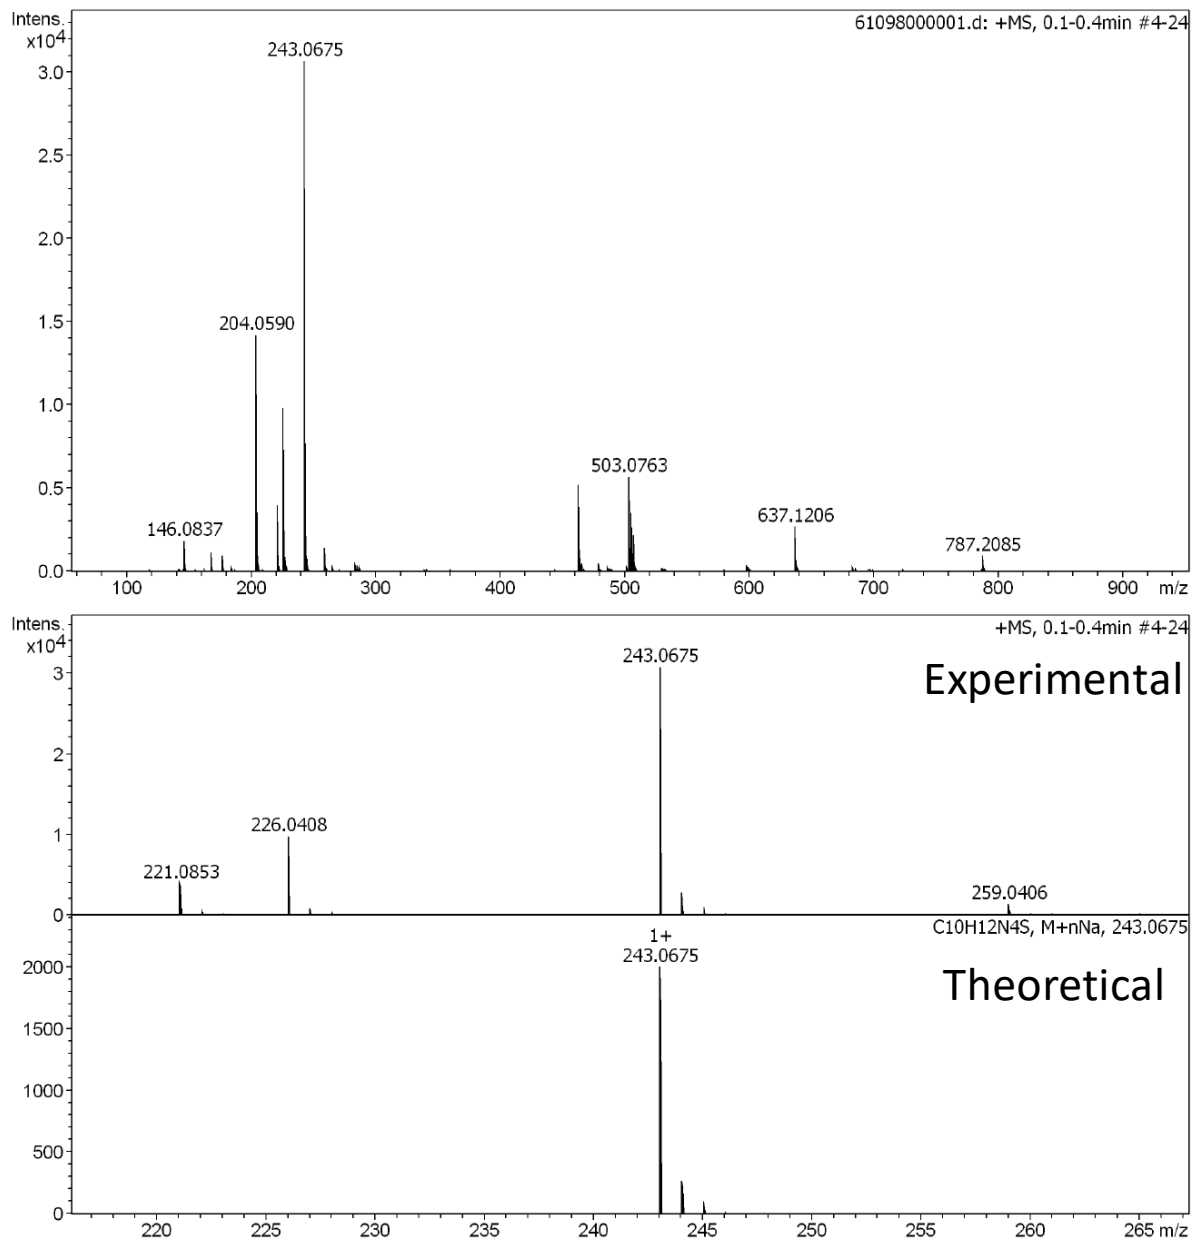 Intens.
x10⁴
61098000001.d: +MS, 0.1-0.4min #4-24
243.0675
3.0
2.5
2.0
204.0590
1.5
1.0
503.0763
0.5
146.0837
637.1206
787.2085
0.0
100 200 300 400 500 600 700 800 900 m/z
Intens.
x10⁴
+MS, 0.1-0.4min #4-24
243.0675
Experimental
3
2
226.0408
1
221.0853
259.0406
0
C10H12N4S, M+nNa, 243.0675
1+
243.0675
2000
Theoretical
1500
1000
500
0
220 225 230 235 240 245 250 255 260 265 m/z